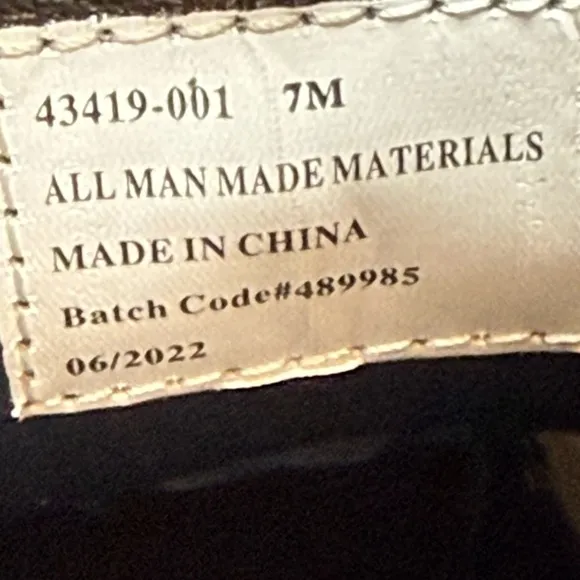 43419-001 7M
ALL MAN MADE MATERIALS
MADE IN CHINA
Batch Code#489985
06/2022